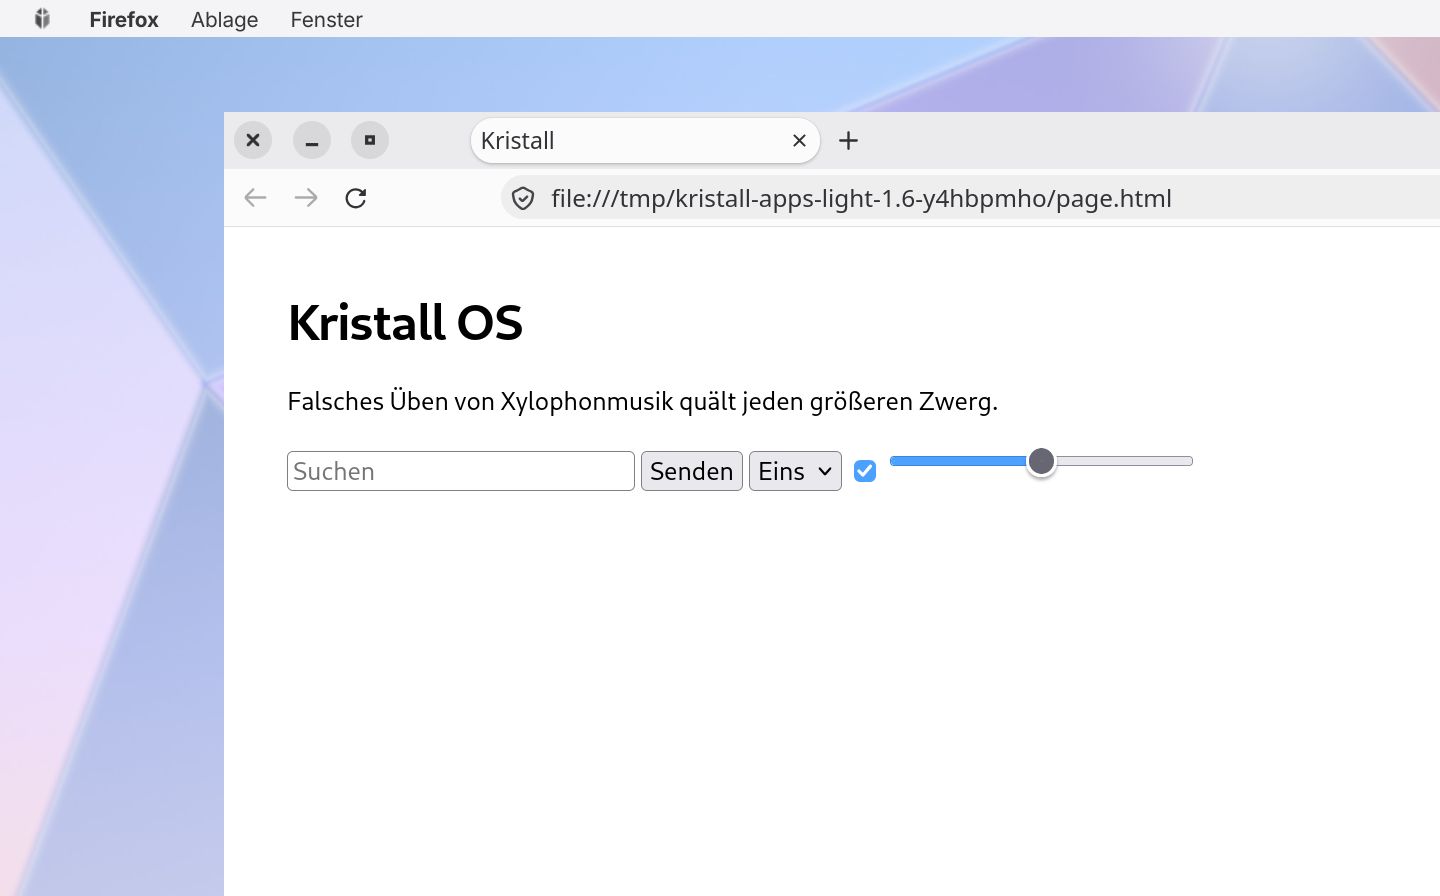 Firefox Ablage Fenster
Kristall
file:///tmp/kristall-apps-light-1.6-y4hbpmho/page.html
Kristall OS
Falsches Üben von Xylophonmusik quält jeden größeren Zwerg.
Suchen Senden Eins